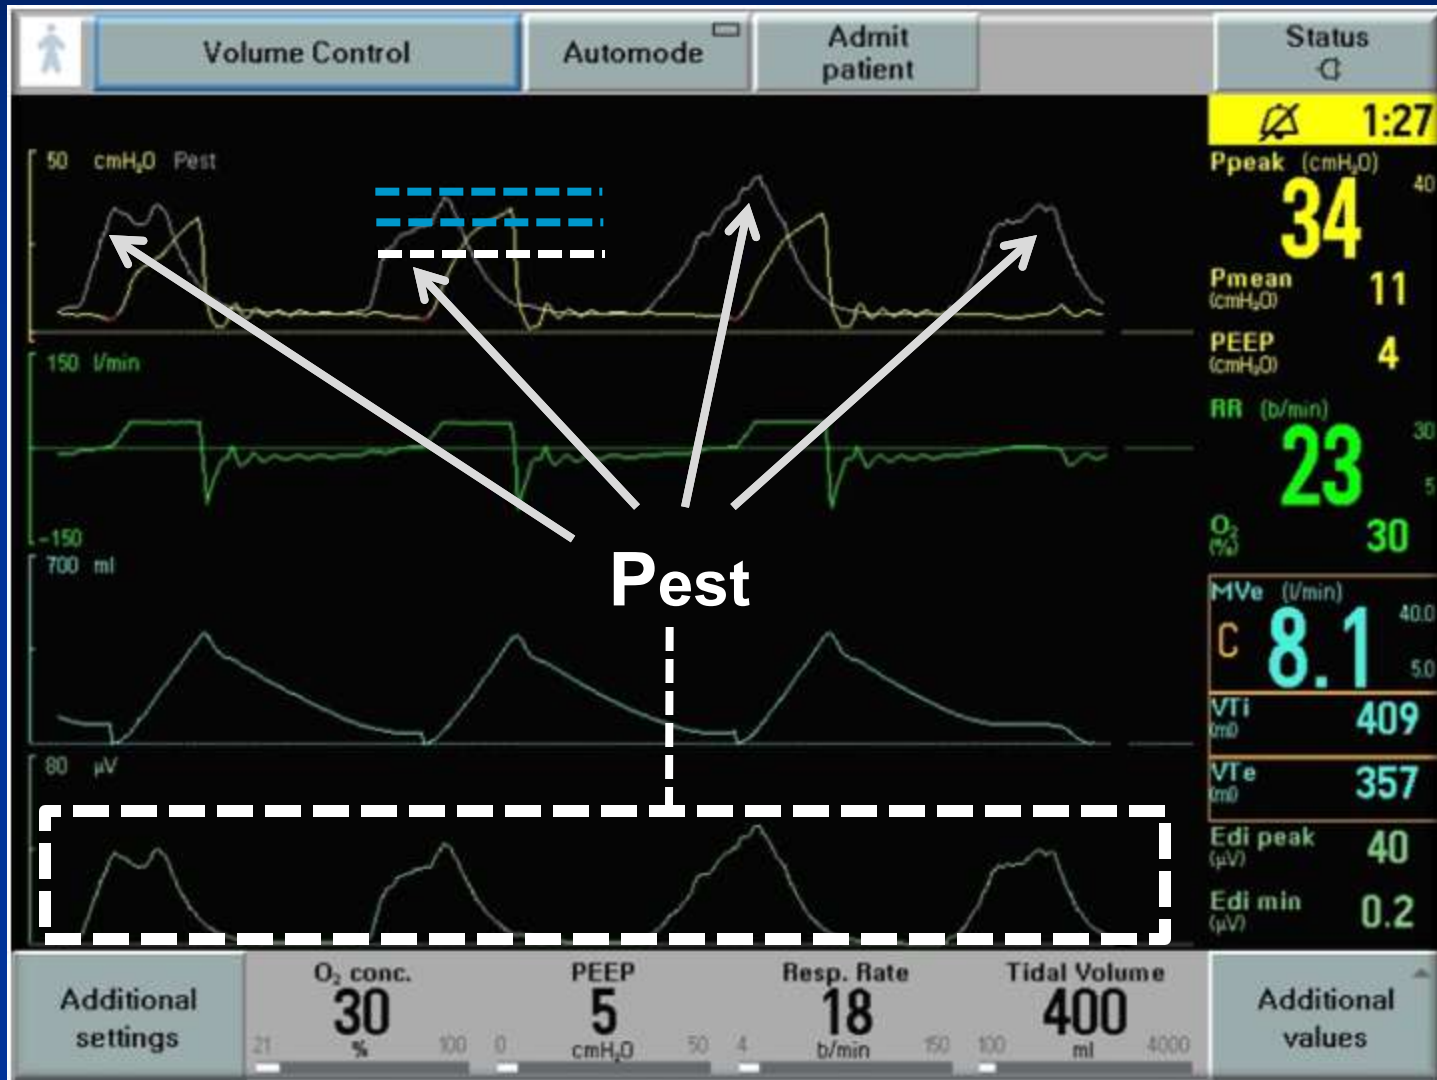 Volume Control
Automode
Admit
patient
Status
1:27
50 cmH₂O Pest
Ppeak (cmH₂O)
34
40
Pmean
(cmH₂O)
11
PEEP
(cmH₂O)
4
150 l/min
-150
RR (b/min)
23
30
5
O₂
(%)
30
Pest
700 ml
MVe (l/min)
C 8.1
40.0
5.0
VTi
(ml)
409
VTe
(ml)
357
80 µV
Edi peak
(µV)
40
Edi min
(µV)
0.2
Additional
settings
O₂ conc.
30
21 % 100
PEEP
5
0 cmH₂O 50
Resp. Rate
18
4 b/min 150
Tidal Volume
400
100 ml 4000
Additional
values